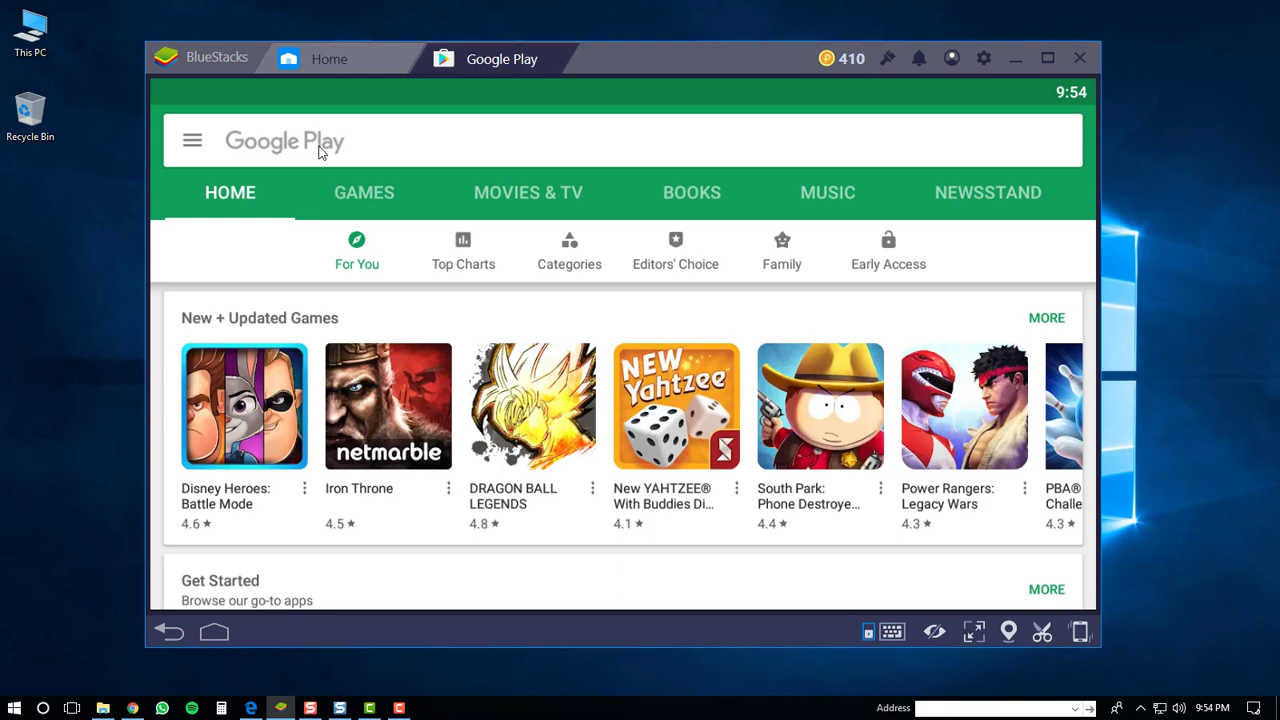 This PC
Recycle Bin
BlueStacks
Home
Google Play
410
9:54
Google Play
HOME
GAMES
MOVIES & TV
BOOKS
MUSIC
NEWSSTAND
For You
Top Charts
Categories
Editors' Choice
Family
Early Access
New + Updated Games
MORE
NEW
Yahtzee
netmarble
Disney Heroes:
Battle Mode
4.6 ★
Iron Throne
4.5 ★
DRAGON BALL
LEGENDS
4.8 ★
New YAHTZEE®
With Buddies Di...
4.1 ★
South Park:
Phone Destroye...
4.4 ★
Power Rangers:
Legacy Wars
4.3 ★
PBA®
Challe
4.3 ★
Get Started
MORE
Browse our go-to apps
Address
9:54 PM